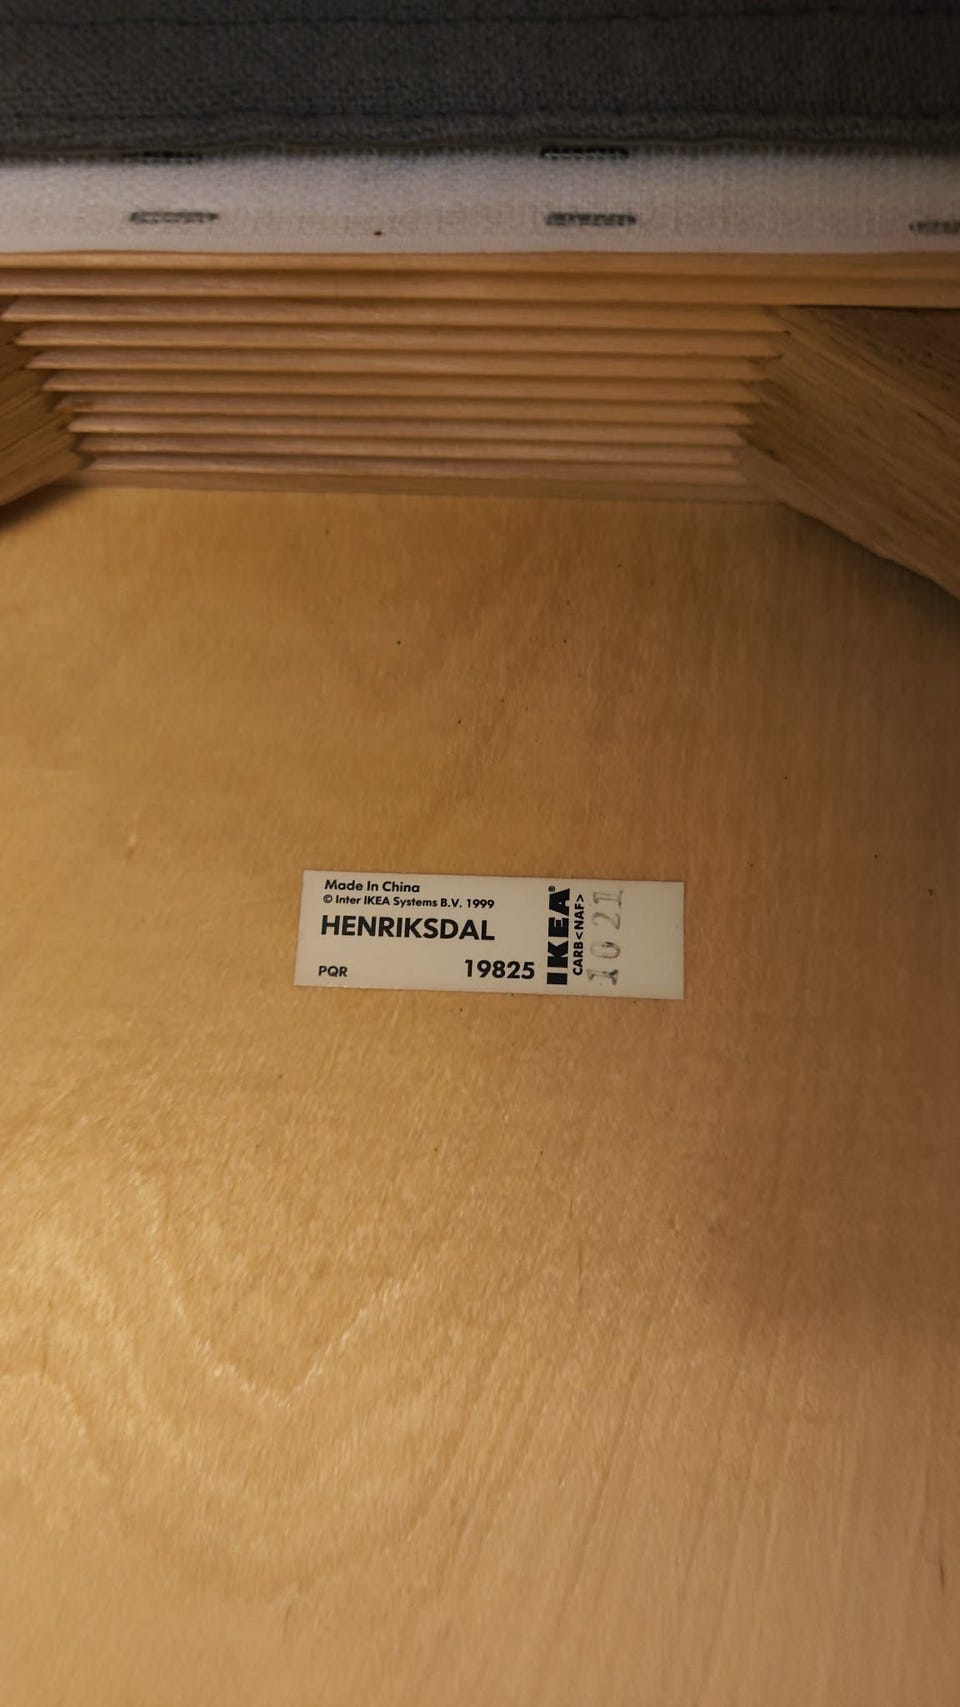 Made In China
© Inter IKEA Systems B.V. 1999
HENRIKSDAL
PQR 19825
IKEA®
CARB<NAF>
1021